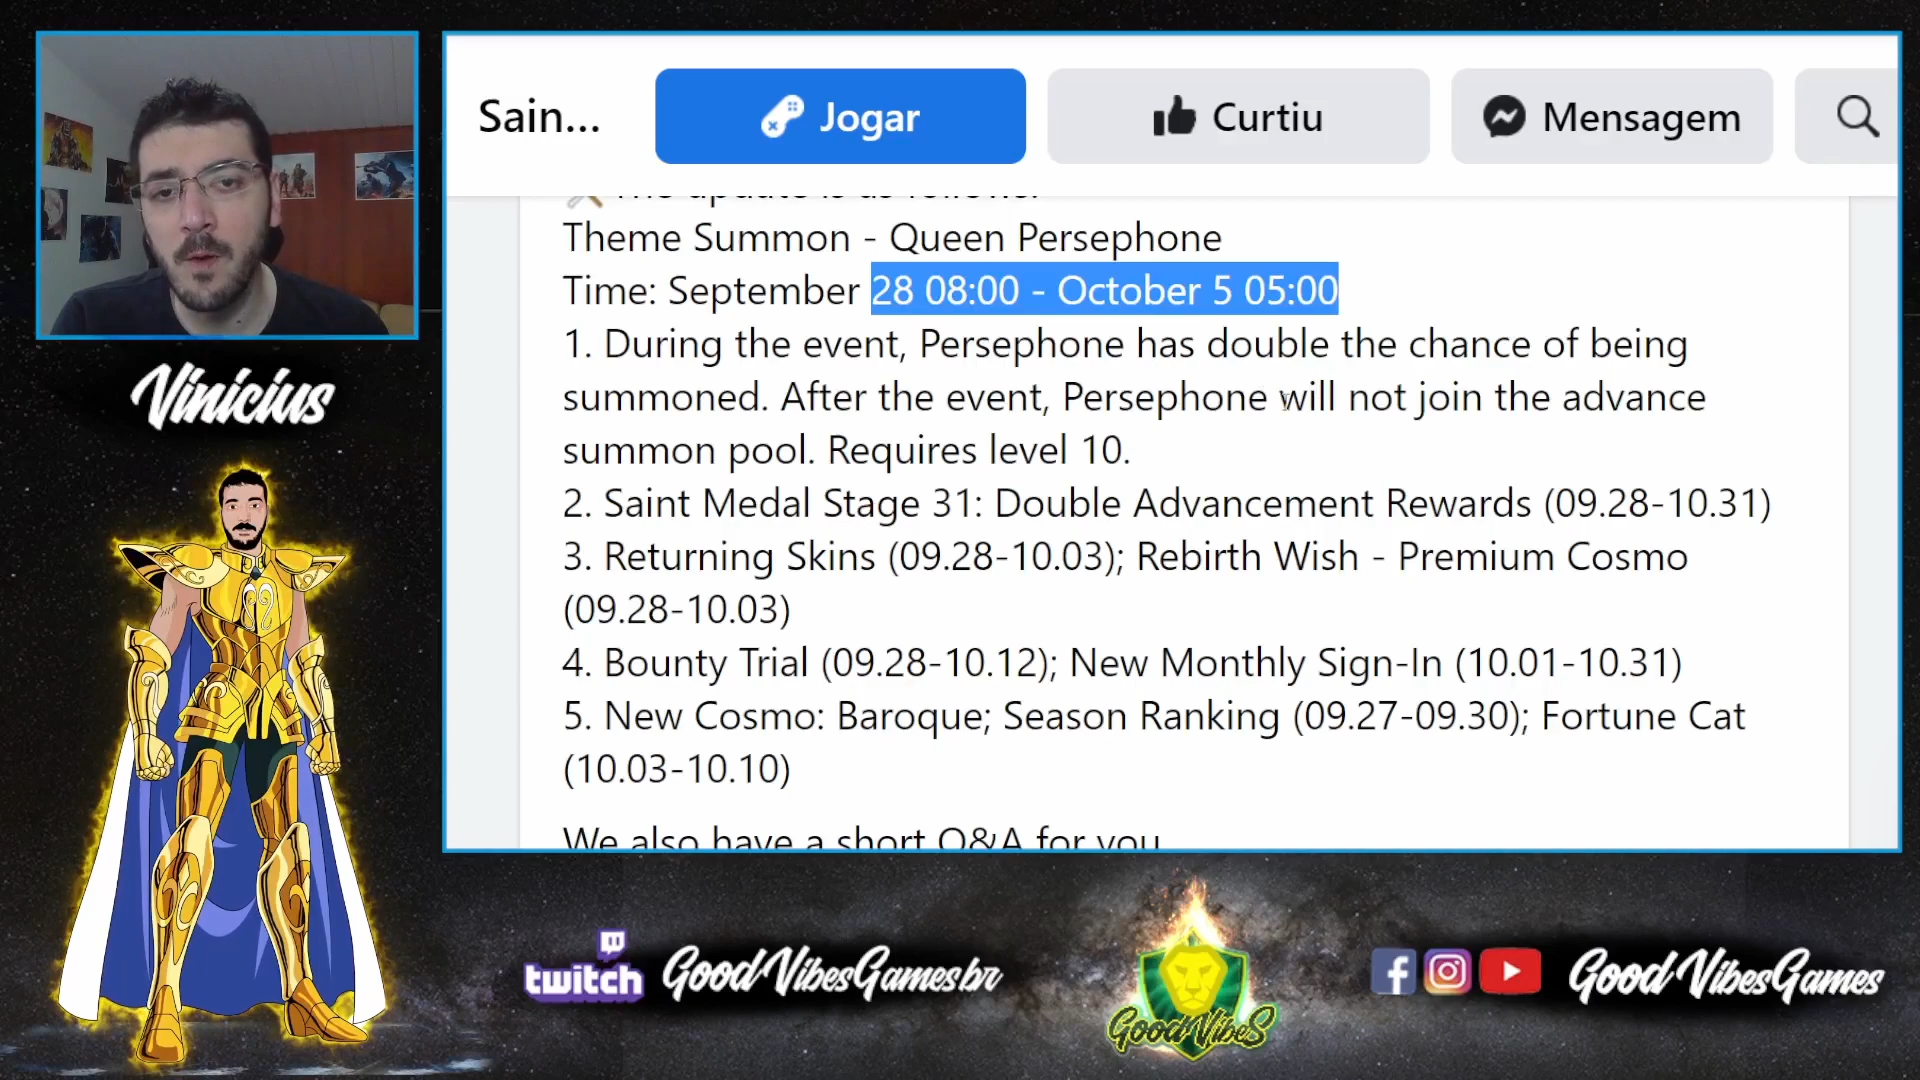 Sain...
Jogar
Curtiu
Mensagem
The update is as follows:
Theme Summon - Queen Persephone
Time: September 28 08:00 - October 5 05:00
1. During the event, Persephone has double the chance of being
summoned. After the event, Persephone will not join the advance
summon pool. Requires level 10.
2. Saint Medal Stage 31: Double Advancement Rewards (09.28-10.31)
3. Returning Skins (09.28-10.03); Rebirth Wish - Premium Cosmo
(09.28-10.03)
4. Bounty Trial (09.28-10.12); New Monthly Sign-In (10.01-10.31)
5. New Cosmo: Baroque; Season Ranking (09.27-09.30); Fortune Cat
(10.03-10.10)
We also have a short Q&A for you
Vinicius
twitch
GoodVibesGamesbr
GoodVibeS
GoodVibesGames